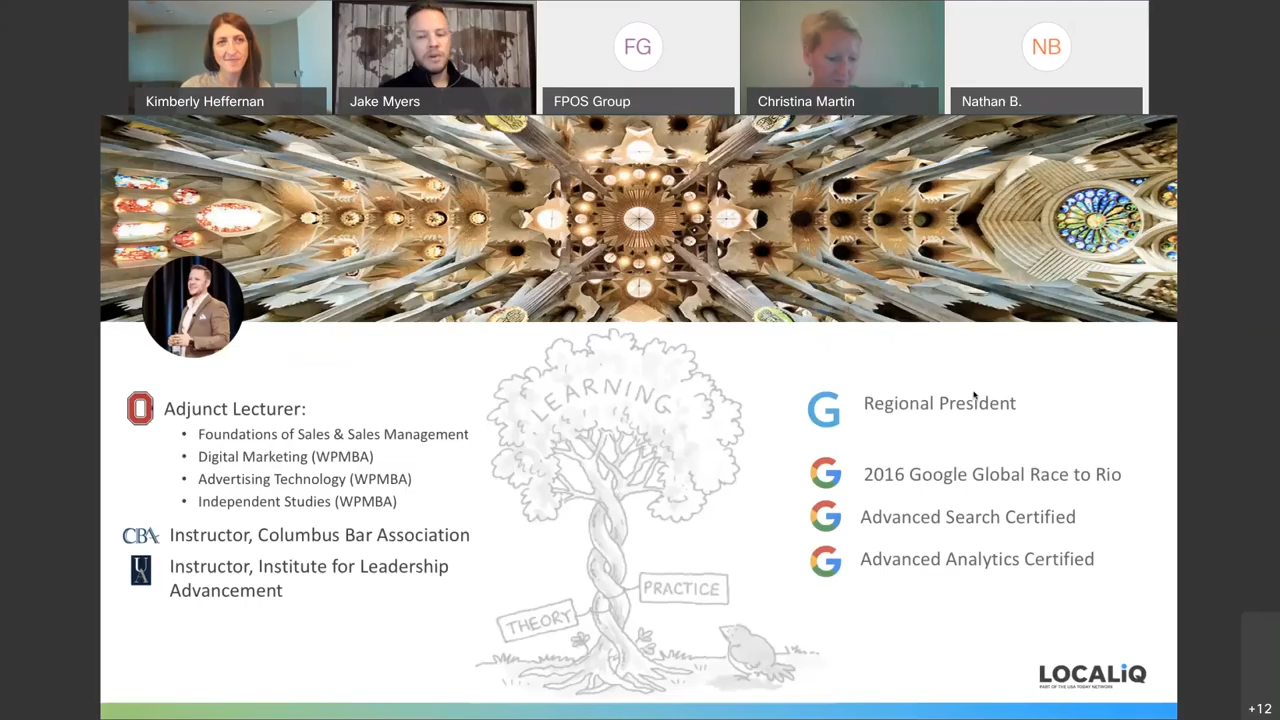 FG
NB
Kimberly Heffernan
Jake Myers
FPOS Group
Christina Martin
Nathan B.
LEARNING
Adjunct Lecturer:
• Foundations of Sales & Sales Management
• Digital Marketing (WPMBA)
• Advertising Technology (WPMBA)
• Independent Studies (WPMBA)
CBA Instructor, Columbus Bar Association
UA Instructor, Institute for Leadership
Advancement
G Regional President
G 2016 Google Global Race to Rio
G Advanced Search Certified
G Advanced Analytics Certified
PRACTICE
THEORY
LOCALiQ
PART OF THE USA TODAY NETWORK
+12